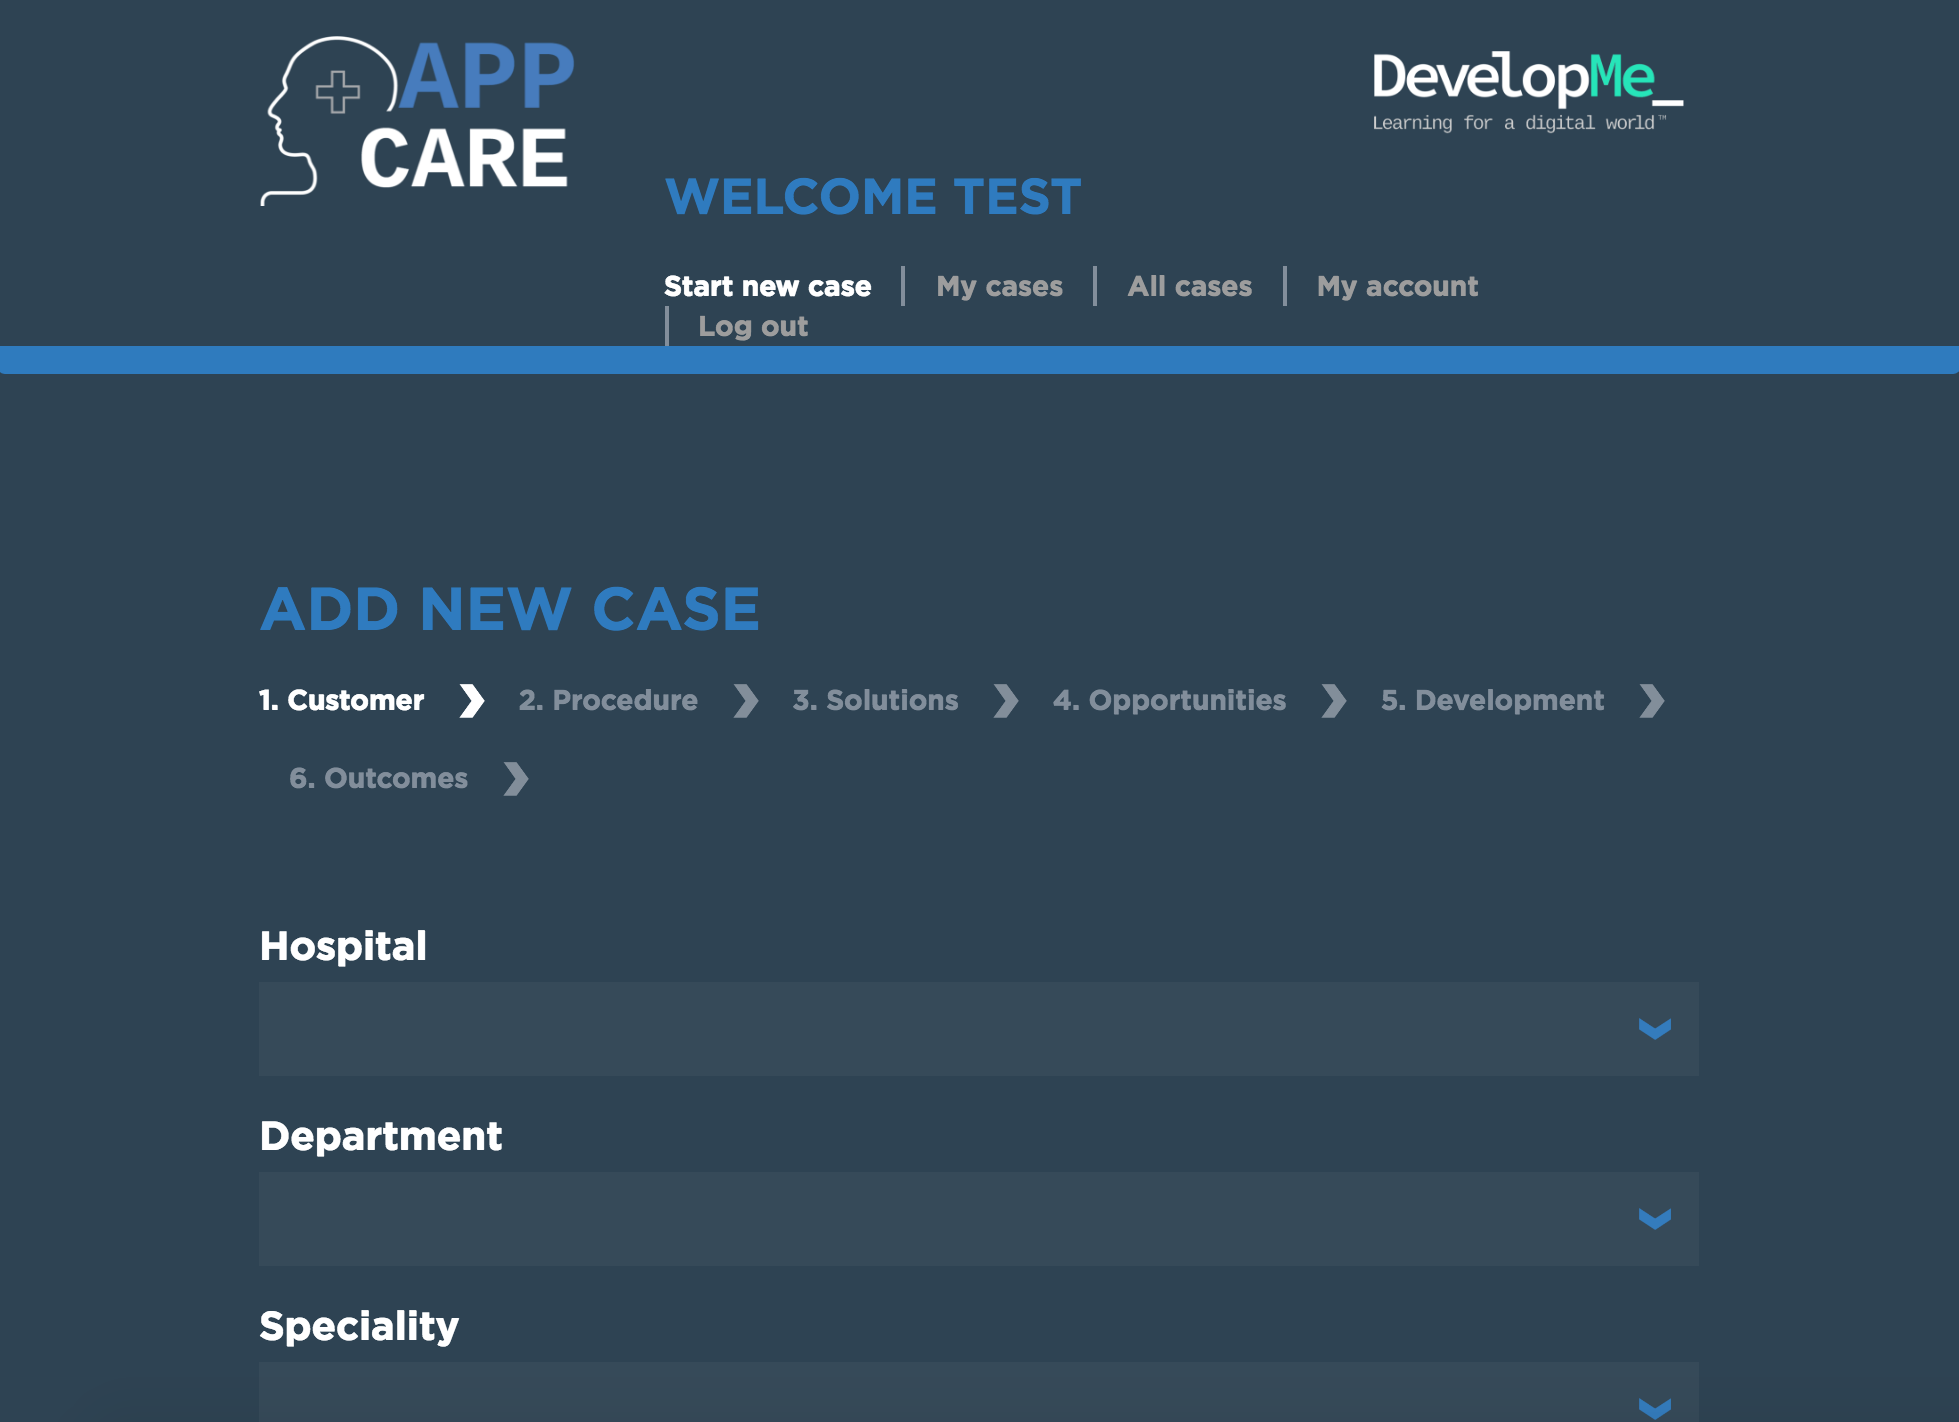 APP
CARE
DevelopMe_
Learning for a digital world™
WELCOME TEST
Start new case
My cases
All cases
My account
Log out
ADD NEW CASE
1. Customer
2. Procedure
3. Solutions
4. Opportunities
5. Development
6. Outcomes
Hospital
Department
Speciality